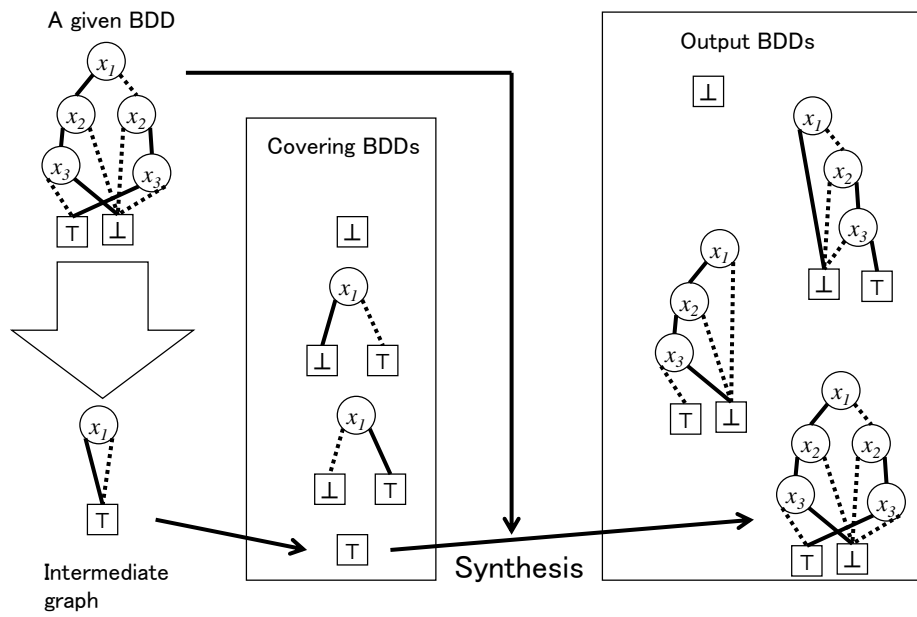 A given BDD
x1
x2
x2
x3
x3
⊤
⊥
x1
⊤
Intermediate
graph
Covering BDDs
⊥
x1
⊥
⊤
x1
⊥
⊤
⊤
Synthesis
Output BDDs
⊥
x1
x2
x3
⊥
⊤
x1
x2
x3
⊤
⊥
x1
x2
x2
x3
x3
⊤
⊥